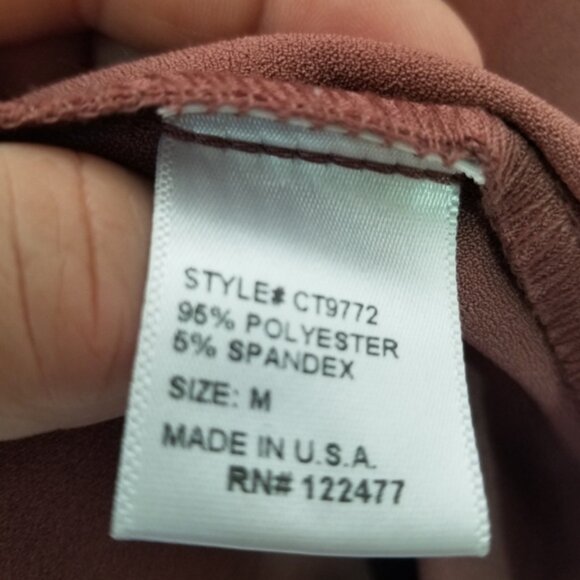 STYLE# CT9772
95% POLYESTER
5% SPANDEX
SIZE: M
MADE IN U.S.A.
RN# 122477